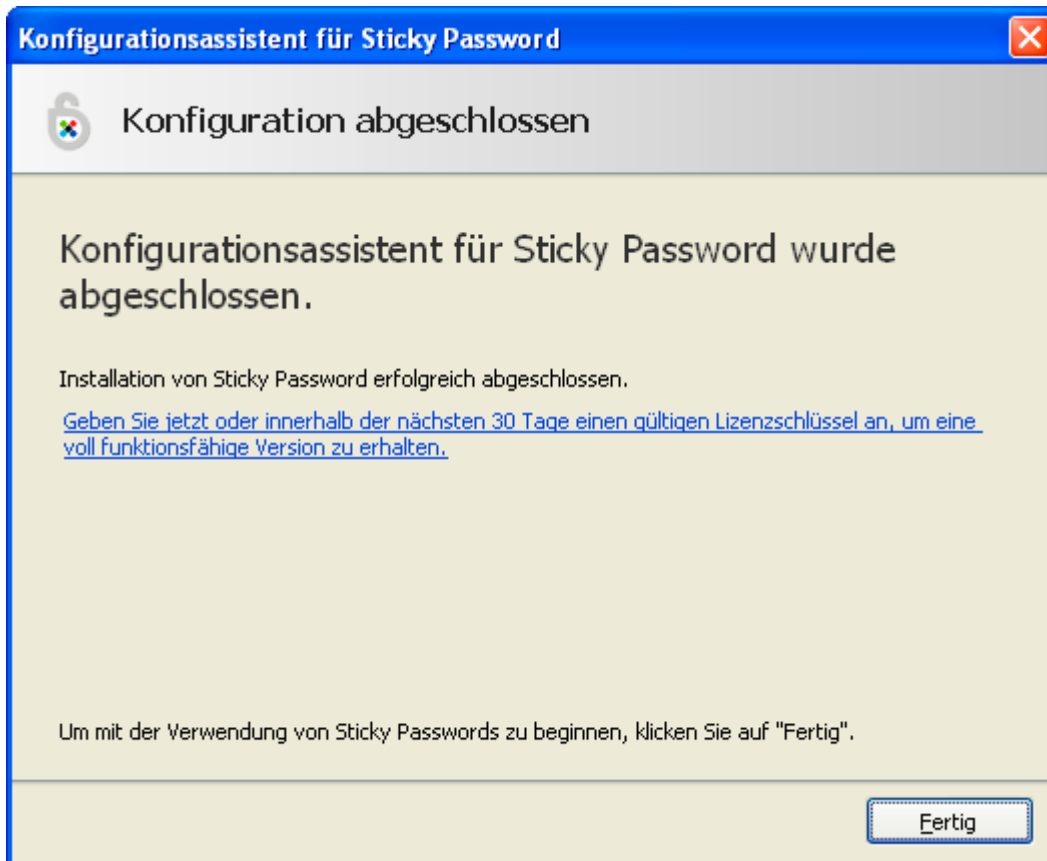 Konfigurationsassistent für Sticky Password
Konfiguration abgeschlossen
Konfigurationsassistent für Sticky Password wurde
abgeschlossen.
Installation von Sticky Password erfolgreich abgeschlossen.
Geben Sie jetzt oder innerhalb der nächsten 30 Tage einen gültigen Lizenzschlüssel an, um eine
voll funktionsfähige Version zu erhalten.
Um mit der Verwendung von Sticky Passwords zu beginnen, klicken Sie auf "Fertig".
Fertig